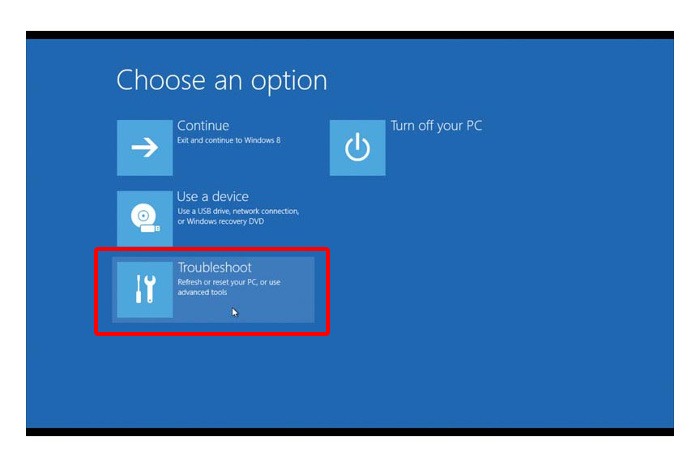 Choose an option
Continue
Exit and continue to Windows 8
Turn off your PC
Use a device
Use a USB drive, network connection,
or Windows recovery DVD
Troubleshoot
Refresh or reset your PC, or use
advanced tools